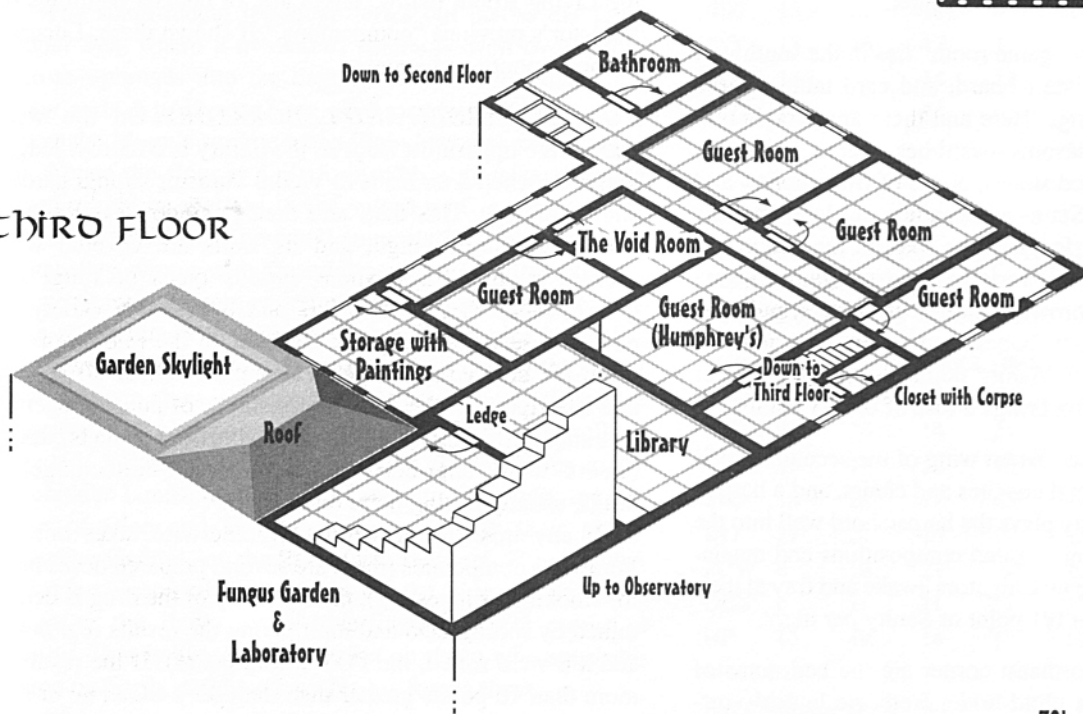 Down to Second Floor
Bathroom
Guest Room
THIRD FLOOR
The Void Room
Guest Room
Guest Room
Guest Room
(Humphrey's)
Guest Room
Garden Skylight
Storage with
Paintings
Down to
Third Floor
Closet with Corpse
Roof
Ledge
Library
Up to Observatory
Fungus Garden
&
Laboratory